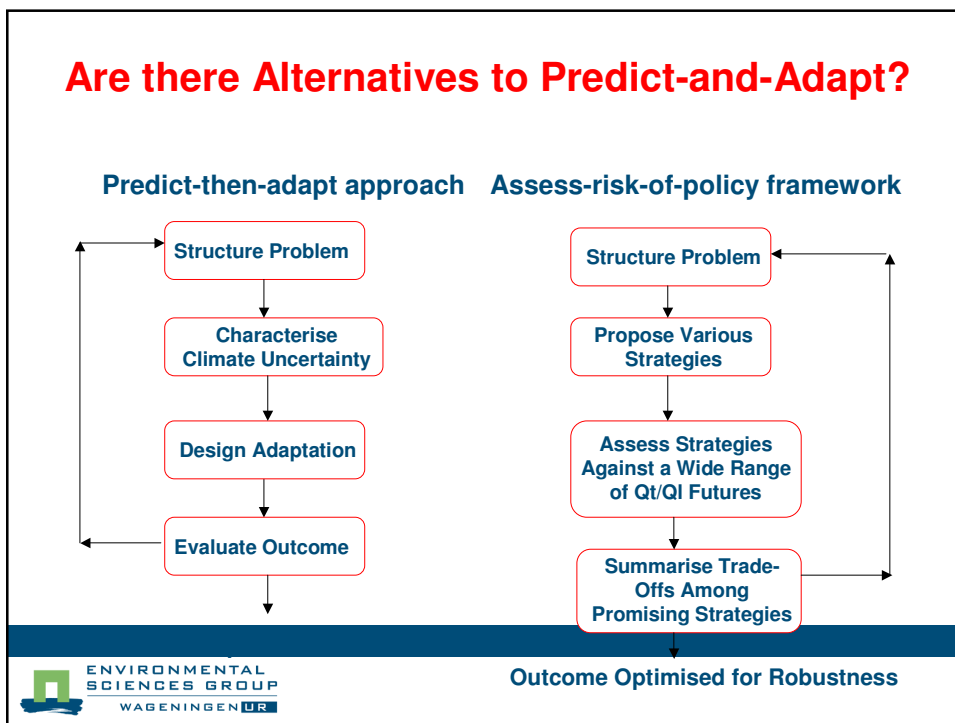 Are there Alternatives to Predict-and-Adapt?
Predict-then-adapt approach
Structure Problem
Characterise
Climate Uncertainty
Design Adaptation
Evaluate Outcome
Assess-risk-of-policy framework
Structure Problem
Propose Various
Strategies
Assess Strategies
Against a Wide Range
of Qt/Ql Futures
Summarise Trade-
Offs Among
Promising Strategies
Outcome Optimised for Robustness
ENVIRONMENTAL
SCIENCES GROUP
WAGENINGEN UR